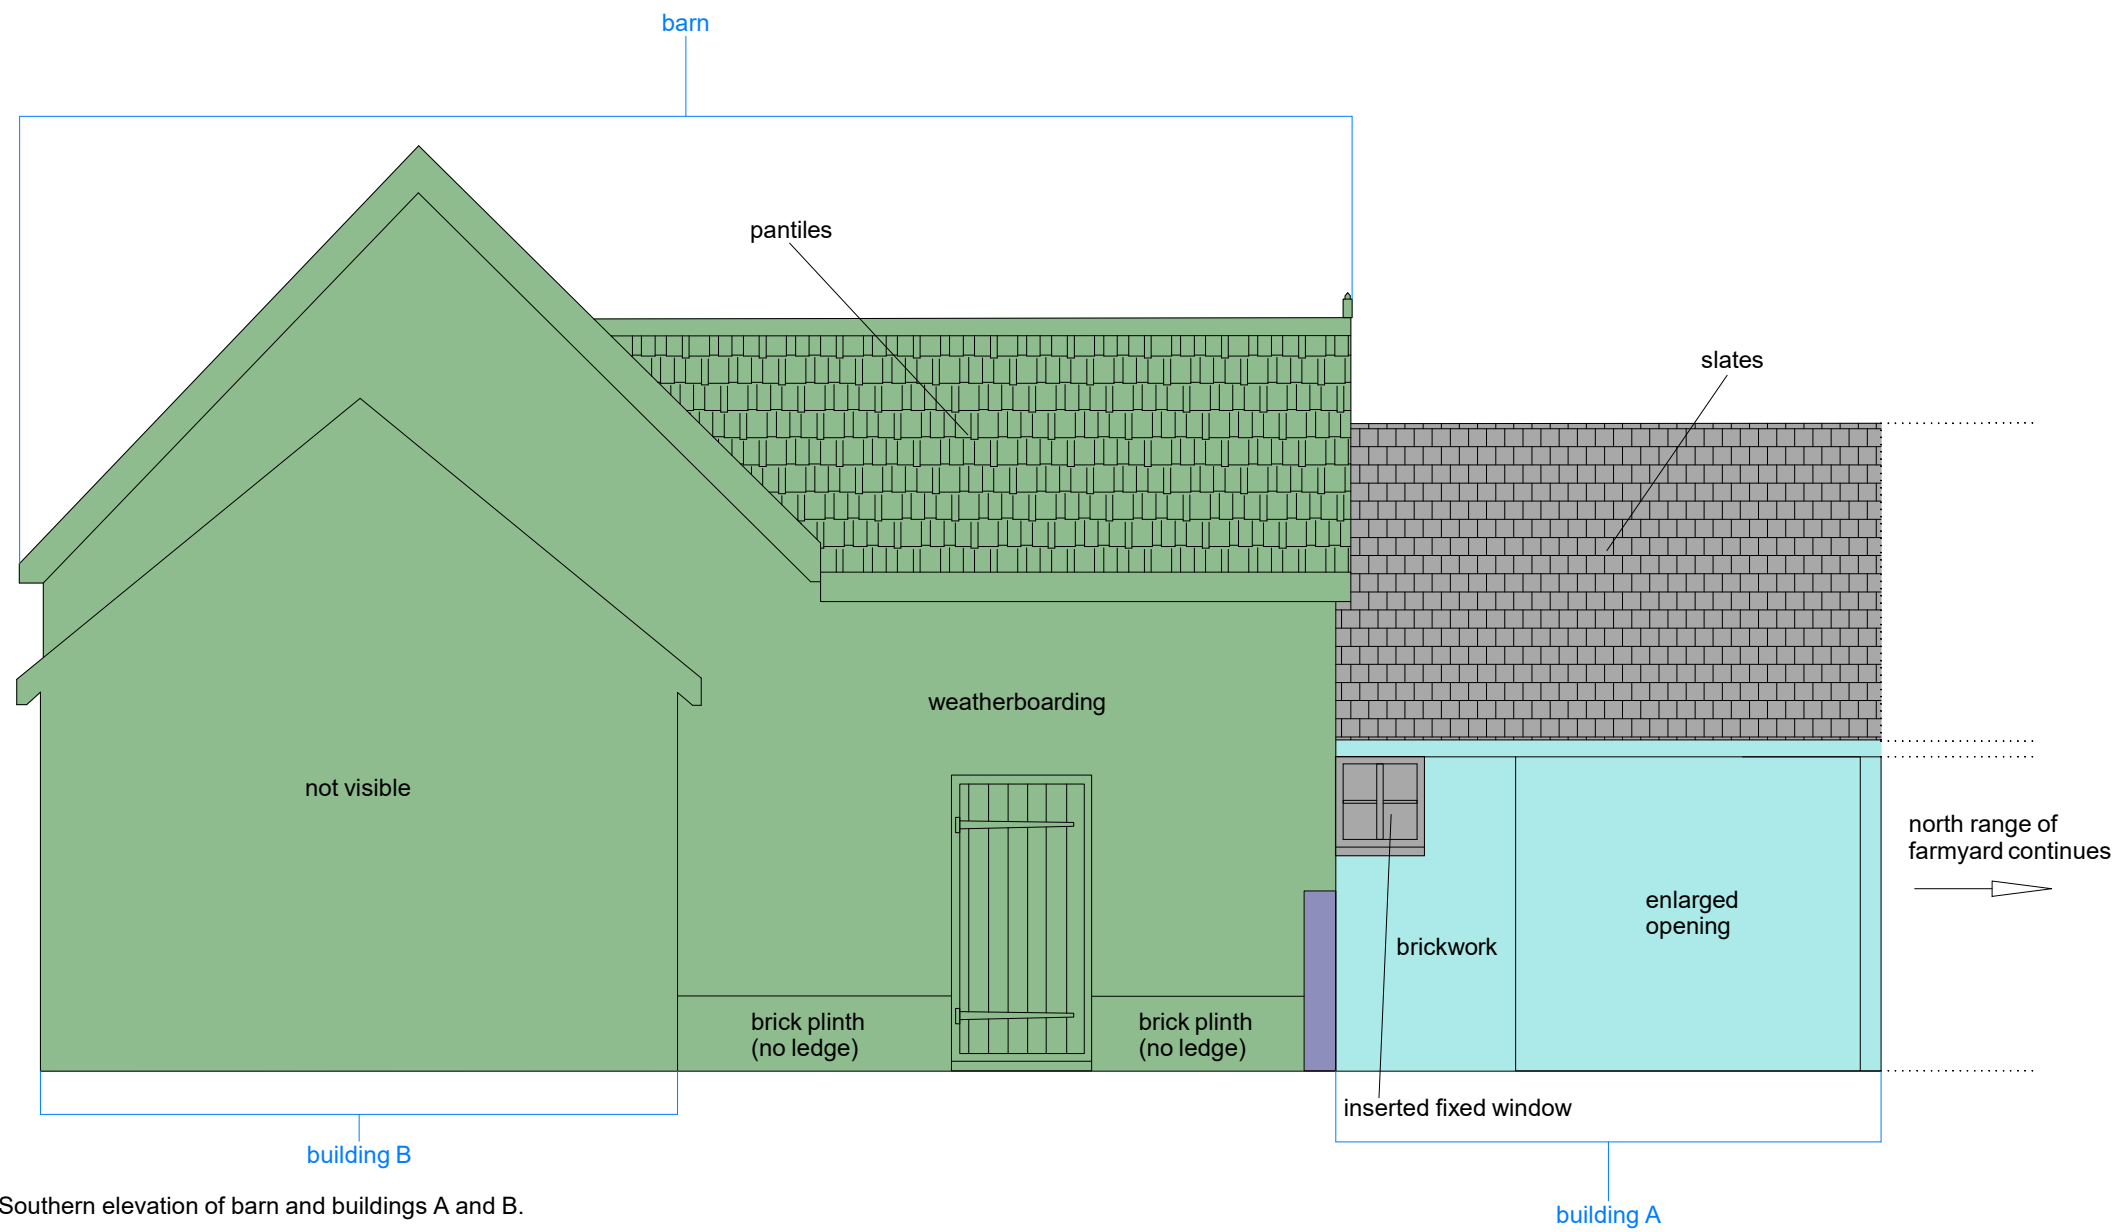 barn
pantiles
slates
weatherboarding
not visible
north range of
farmyard continues
enlarged
opening
brickwork
brick plinth
(no ledge)
brick plinth
(no ledge)
inserted fixed window
building B
Southern elevation of barn and buildings A and B.
building A